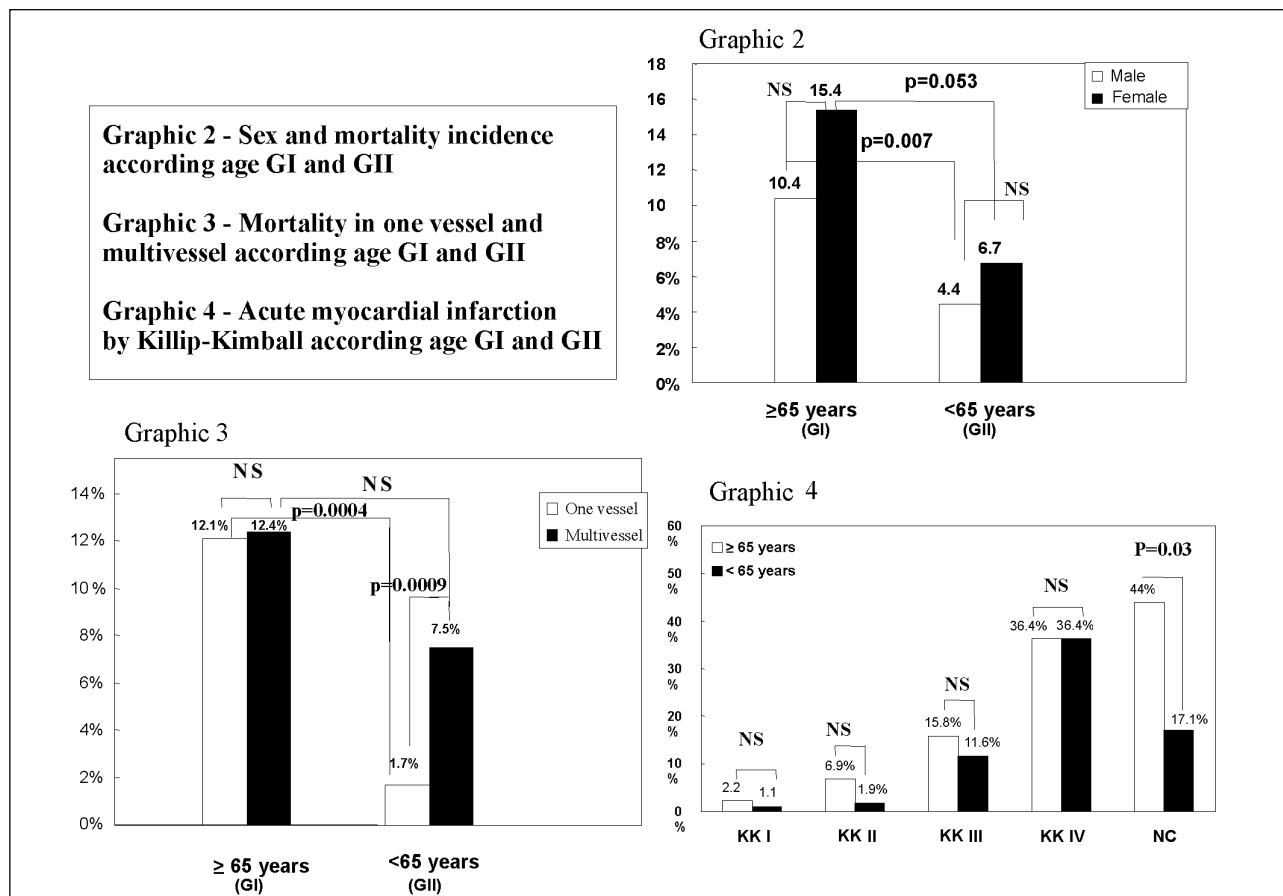 Graphic 2 - Sex and mortality incidence
according age GI and GII
Graphic 3 - Mortality in one vessel and
multivessel according age GI and GII
Graphic 4 - Acute myocardial infarction
by Killip-Kimball according age GI and GII
Graphic 2
Male
Female
18
16
14
12
10
8%
6%
4%
2%
0%
NS
15.4
p=0.053
p=0.007
10.4
NS
6.7
4.4
≥65 years
(GI)
<65 years
(GII)
Graphic 3
14%
12%
10%
8%
6%
4%
2%
0%
NS
NS
p=0.0004
12.1%
12.4%
p=0.0009
7.5%
1.7%
One vessel
Multivessel
≥ 65 years
(GI)
<65 years
(GII)
Graphic 4
60
%
50
%
40
%
30
%
20
%
10
%
0
%
≥ 65 years
< 65 years
NS
2.2
1.1
NS
6.9%
1.9%
NS
15.8%
11.6%
NS
36.4%
36.4%
P=0.03
44%
17.1%
KK I
KK II
KK III
KK IV
NC